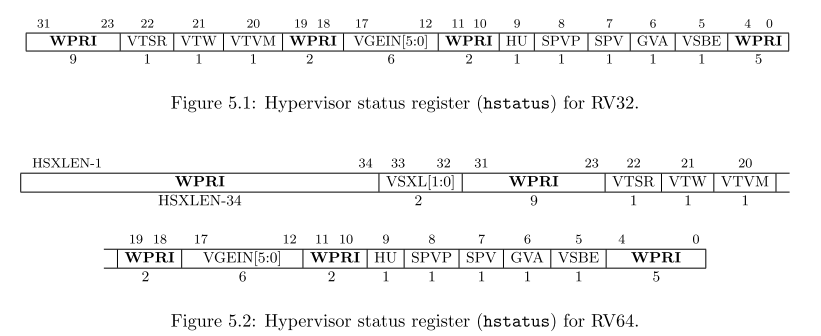 31 23 22 21 20 19 18 17 12 11 10 9 8 7 6 5 4 0
WPRI VTSR VTW VTVM WPRI VGEIN[5:0] WPRI HU SPVP SPV GVA VSBE WPRI
9 1 1 1 2 6 2 1 1 1 1 1 5
Figure 5.1: Hypervisor status register (hstatus) for RV32.
HSXLEN-1 34 33 32 31 23 22 21 20
WPRI VSXL[1:0] WPRI VTSR VTW VTVM
HSXLEN-34 2 9 1 1 1
19 18 17 12 11 10 9 8 7 6 5 4 0
WPRI VGEIN[5:0] WPRI HU SPVP SPV GVA VSBE WPRI
2 6 2 1 1 1 1 1 5
Figure 5.2: Hypervisor status register (hstatus) for RV64.